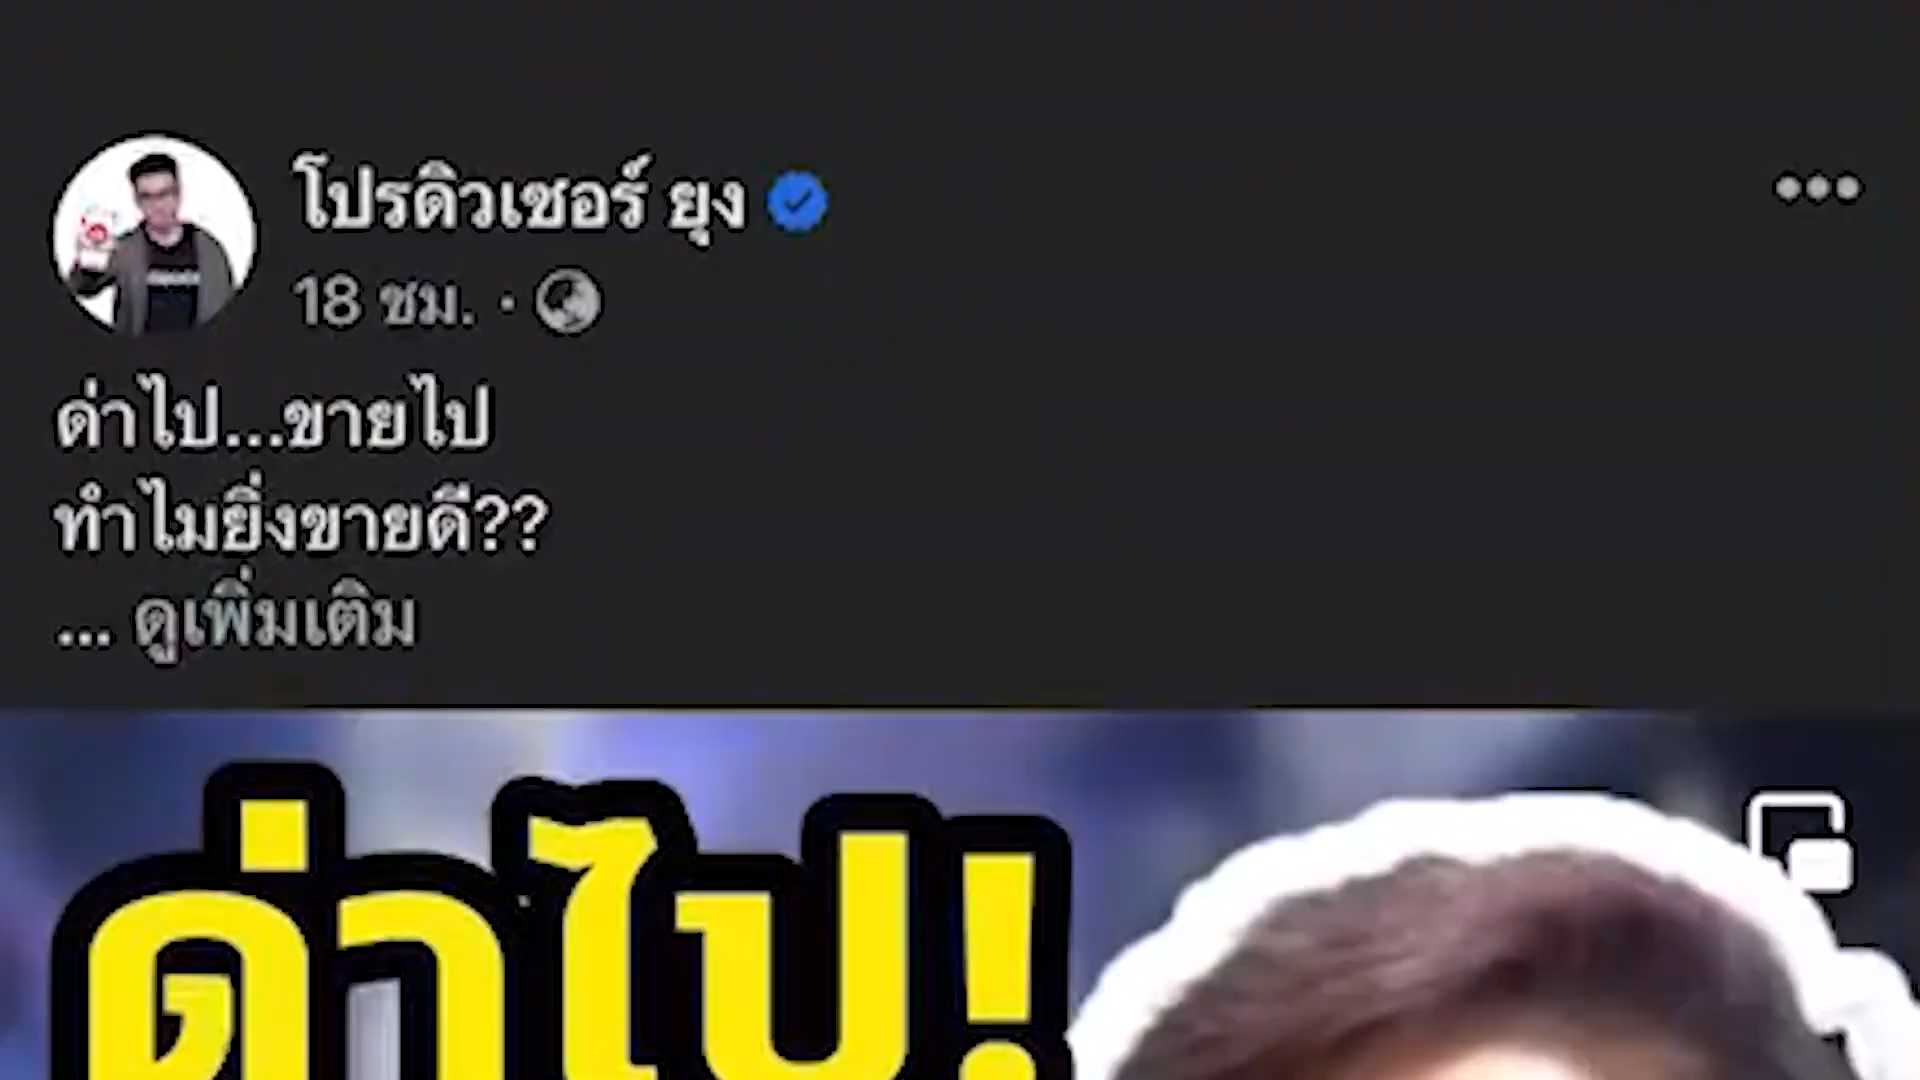 โปรดิวเซอร์ ยุง
18 ชม. ·
ด่าไป...ขายไป
ทำไมยิ่งขายดี??
... ดูเพิ่มเติม
ด่าไป!